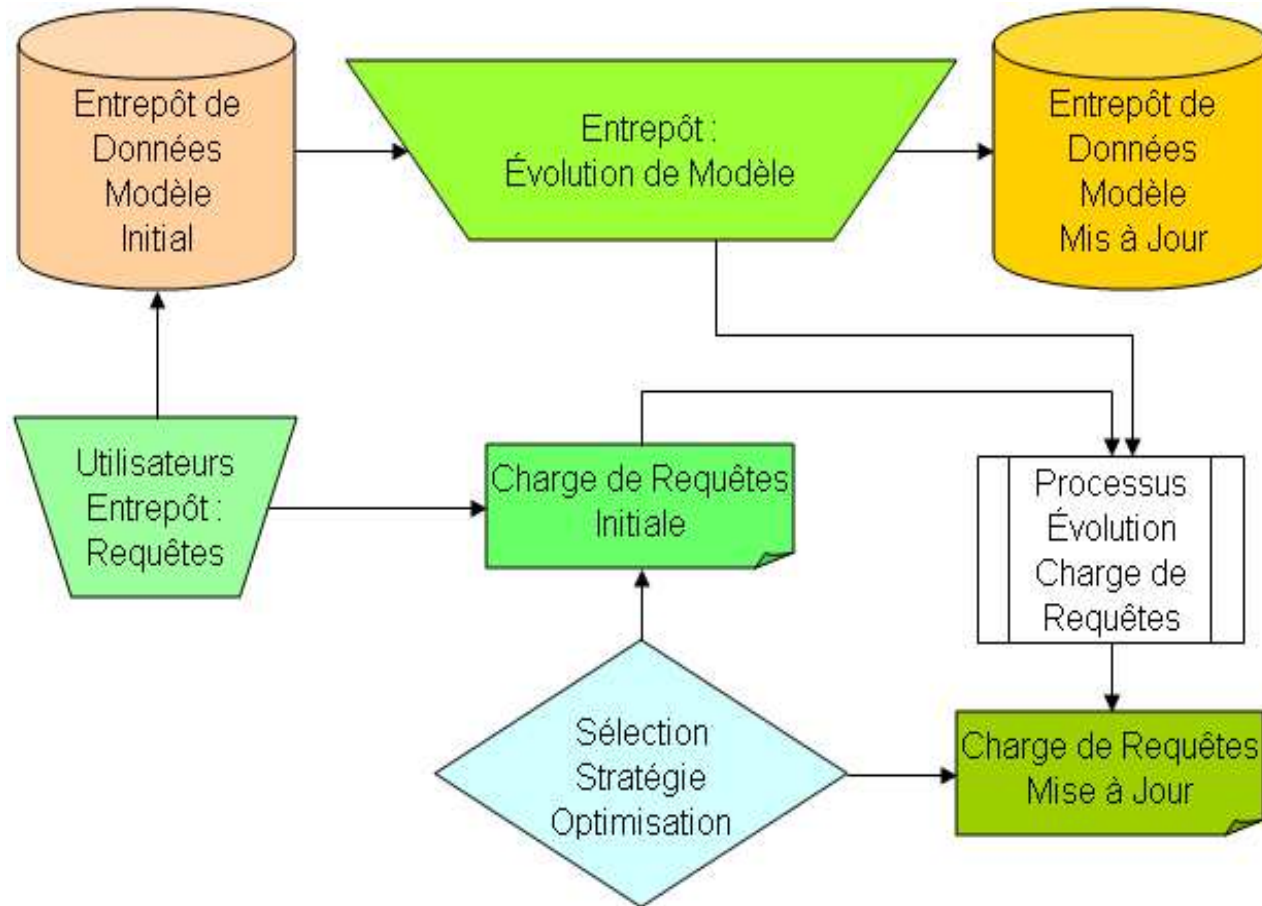 Entrepôt de
Données
Modèle
Initial
Entrepôt :
Évolution de Modèle
Entrepôt de
Données
Modèle
Mis à Jour
Utilisateurs
Entrepôt :
Requêtes
Charge de Requêtes
Initiale
Processus
Évolution
Charge de
Requêtes
Sélection
Stratégie
Optimisation
Charge de Requêtes
Mise à Jour